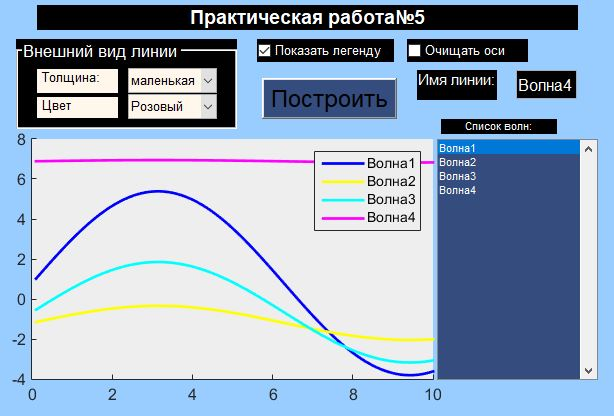 Практическая работа№5
Внешний вид линии
Показать легенду
Очищать оси
Толщина:
маленькая
Имя линии:
Волна4
Цвет
Розовый
Построить
Список волн:
Волна1
Волна2
Волна3
Волна4
Волна1
Волна2
Волна3
Волна4
8
6
4
2
0
-2
-4
0 2 4 6 8 10